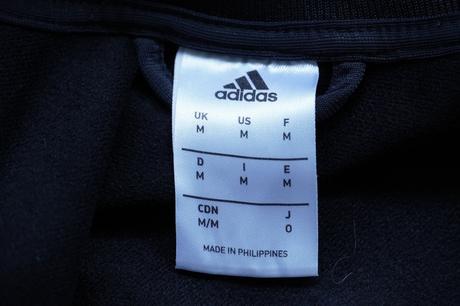 adidas
UK US F
M M M
D I E
M M M
CDN J
M/M O
MADE IN PHILIPPINES